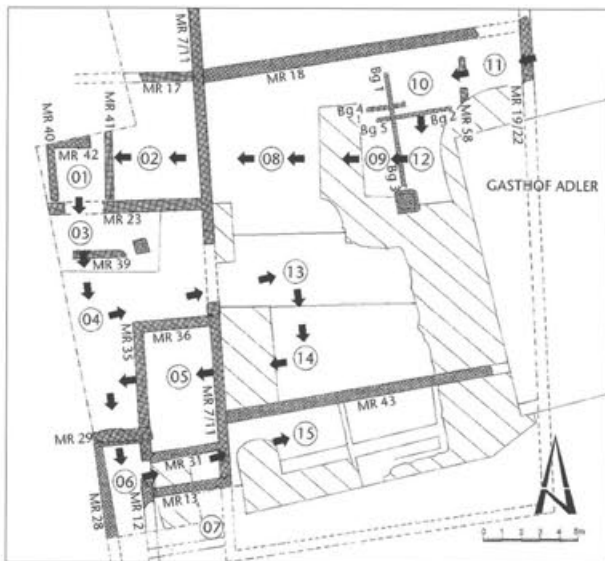 MR 7/11
MR 18
MR 17
MR 40
MR 41
MR 42
01
02
08
09
10
11
12
Bg 1
Bg 4
Bg 5
Bg 2
Bg 3
MR 58
MR 19/22
GASTHOF ADLER
MR 23
03
MR 39
04
13
MR 36
MR 35
05
14
MR 7/11
MR 43
MR 29
MR 31
15
06
MR 28
MR 12
MR 13
07
N
0 1 2 3 4 5m